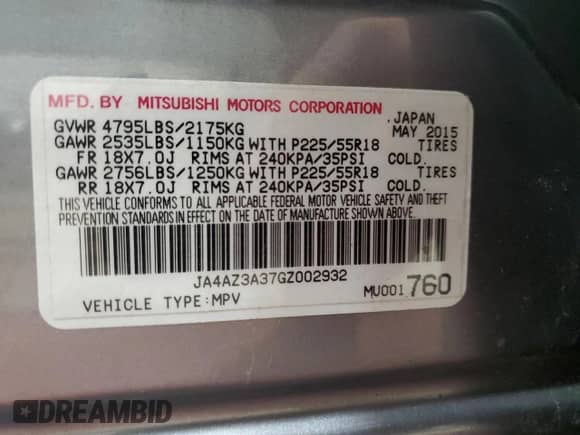 MFD. BY MITSUBISHI MOTORS CORPORATION
GVWR 4795LBS/2175KG .JAPAN MAY 2015
GAWR 2535LBS/1150KG WITH P225/55R18 TIRES
FR 18X7.0J RIMS AT 240KPA/35PSI COLD.
GAWR 2756LBS/1250KG WITH P225/55R18 TIRES
RR 18X7.0J RIMS AT 240KPA/35PSI COLD.
THIS VEHICLE CONFORMS TO ALL APPLICABLE FEDERAL MOTOR VEHICLE SAFETY AND THEFT
PREVENTION STANDARDS IN EFFECT ON THE DATE OF MANUFACTURE SHOWN ABOVE.
JA4AZ3A37GZ002932
VEHICLE TYPE:MPV MU001760
DREAMBID